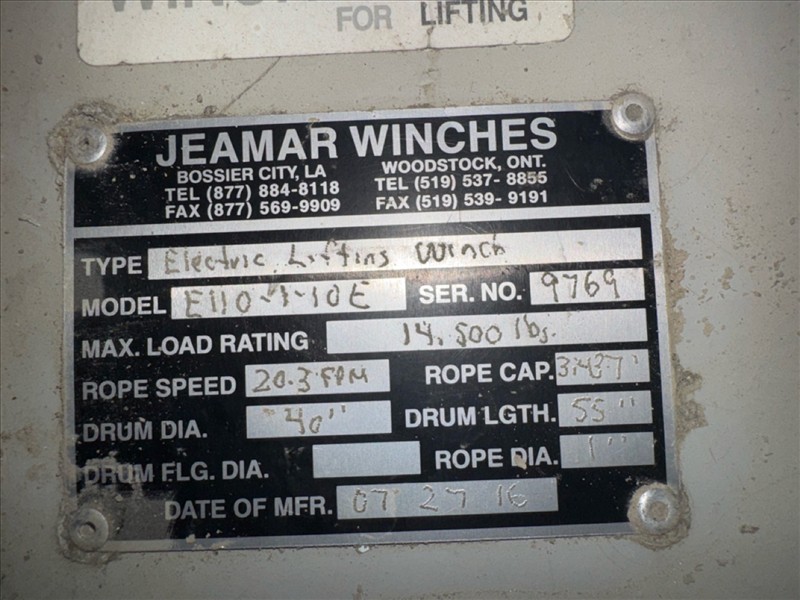 FOR LIFTING
JEAMAR WINCHES
BOSSIER CITY, LA
TEL (877) 884-8118
FAX (877) 569-9909
WOODSTOCK, ONT.
TEL (519) 537-8855
FAX (519) 539-9191
TYPE Electric Lifting Winch
MODEL E110-1-10E SER. NO. 9769
MAX. LOAD RATING 14,500 lbs.
ROPE SPEED 20.3 FPM ROPE CAP. 3,437'
DRUM DIA. 40" DRUM LGTH. 55"
DRUM FLG. DIA. ROPE DIA. 1"
DATE OF MFR. 07 27 16